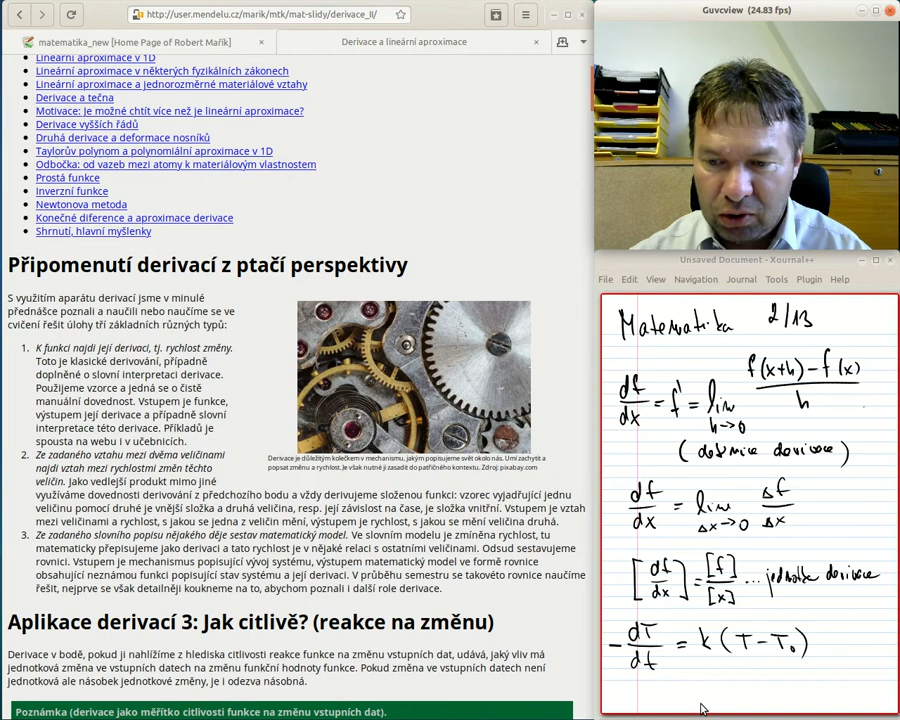 http://user.mendelu.cz/marik/mtk/mat-slidy/derivace_II/
matematika_new [Home Page of Robert Mařík]
Derivace a lineární aproximace
Lineární aproximace v 1D
Lineární aproximace v některých fyzikálních zákonech
Lineární aproximace a jednorozměrné materiálové vztahy
Derivace a tečna
Motivace: Je možné chtít více než je lineární aproximace?
Derivace vyšších řádů
Druhá derivace a deformace nosníků
Taylorův polynom a polynomiální aproximace v 1D
Odbočka: od vazeb mezi atomy k materiálovým vlastnostem
Prostá funkce
Inverzní funkce
Newtonova metoda
Konečné diference a aproximace derivace
Shrnutí, hlavní myšlenky
Připomenutí derivací z ptačí perspektivy
S využitím aparátu derivací jsme v minulé
přednášce poznali a naučili nebo naučíme se ve
cvičení řešit úlohy tří základních různých typů:
1. K funkci najdi její derivaci, tj. rychlost změny.
Toto je klasické derivování, případně
doplněné o slovní interpretaci derivace.
Použijeme vzorce a jedná se o čistě
manuální dovednost. Vstupem je funkce,
výstupem její derivace a případně slovní
interpretace této derivace. Příkladů je
spousta na webu i v učebnicích.
2. Ze zadaného vztahu mezi dvěma veličinami
najdi vztah mezi rychlostmi změn těchto
veličin. Jako vedlejší produkt mimo jiné
využíváme dovednosti derivování z předchozího bodu a vždy derivujeme složenou funkci: vzorec vyjadřující jednu
veličinu pomocí druhé je vnější složka a druhá veličina, resp. její závislost na čase, je složka vnitřní. Vstupem je vztah
mezi veličinami a rychlost, s jakou se jedna z veličin mění, výstupem je rychlost, s jakou se mění veličina druhá.
3. Ze zadaného slovního popisu nějakého děje sestav matematický model. Ve slovním modelu je zmíněna rychlost, tu
matematicky přepisujeme jako derivaci a tato rychlost je v nějaké relaci s ostatními veličinami. Odsud sestavujeme
rovnici. Vstupem je mechanismus popisující vývoj systému, výstupem matematický model ve formě rovnice
obsahující neznámou funkci popisující stav systému a její derivaci. V průběhu semestru se takovéto rovnice naučíme
řešit, nejprve se však detailněji koukneme na to, abychom poznali i další role derivace.
Derivace je důležitým kolečkem v mechanismu, jakým popisujeme svět okolo nás. Umí zachytit a
popsat změnu a rychlost. Je však nutné ji zasadit do patřičného kontextu. Zdroj: pixabay.com
Aplikace derivací 3: Jak citlivě? (reakce na změnu)
Derivace v bodě, pokud ji nahlížíme z hlediska citlivosti reakce funkce na změnu vstupních dat, udává, jaký vliv má
jednotková změna ve vstupních datech na změnu funkční hodnoty funkce. Pokud změna ve vstupních datech není
jednotková ale násobek jednotkové změny, je i odezva násobná.
Poznámka (derivace jako měřítko citlivosti funkce na změnu vstupních dat).
Guvcview (24.83 fps)
Unsaved Document - Xournal++
File Edit View Navigation Journal Tools Plugin Help
Matematika 2/13
df/dx = f' = lim h→0 (f(x+h) − f(x))/h
(definice derivace)
df/dx = lim Δx→0 Δf/Δx
[df/dx] = [f]/[x] ... jednotka derivace
− dT/dt = k (T − T₀)